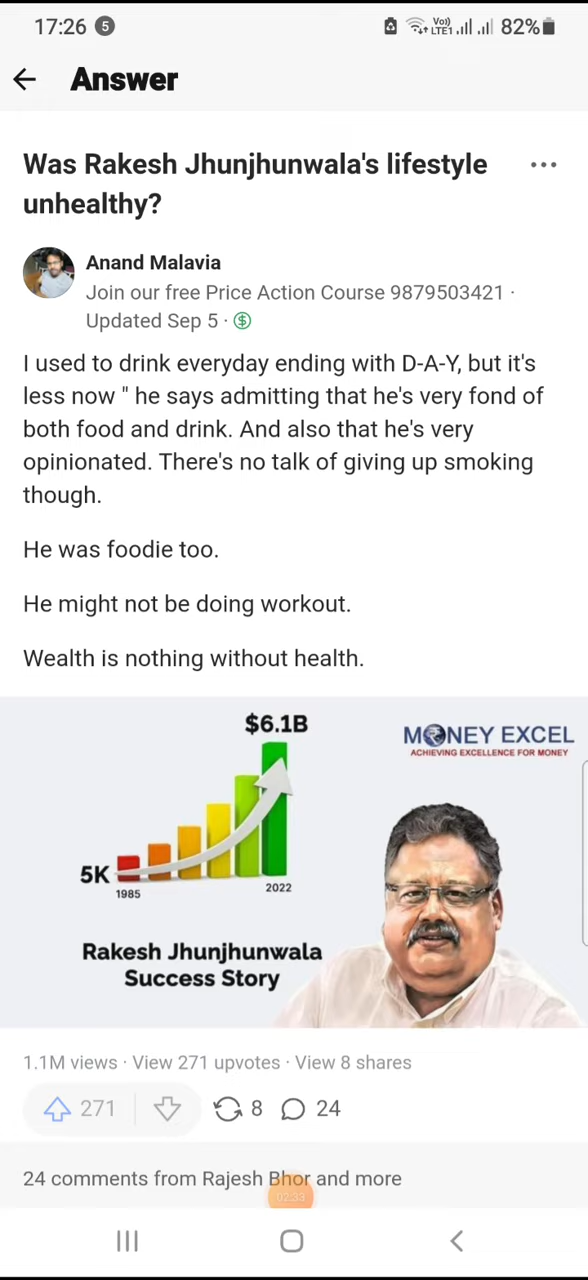 17:26 5 Vo)) LTE1 82%
Answer
Was Rakesh Jhunjhunwala's lifestyle
unhealthy?
Anand Malavia
Join our free Price Action Course 9879503421 ·
Updated Sep 5 ·
I used to drink everyday ending with D-A-Y, but it's
less now " he says admitting that he's very fond of
both food and drink. And also that he's very
opinionated. There's no talk of giving up smoking
though.
He was foodie too.
He might not be doing workout.
Wealth is nothing without health.
$6.1B
MONEY EXCEL
ACHIEVING EXCELLENCE FOR MONEY
5K
1985
2022
Rakesh Jhunjhunwala
Success Story
1.1M views · View 271 upvotes · View 8 shares
271 8 24
24 comments from Rajesh Bhor and more
02:33